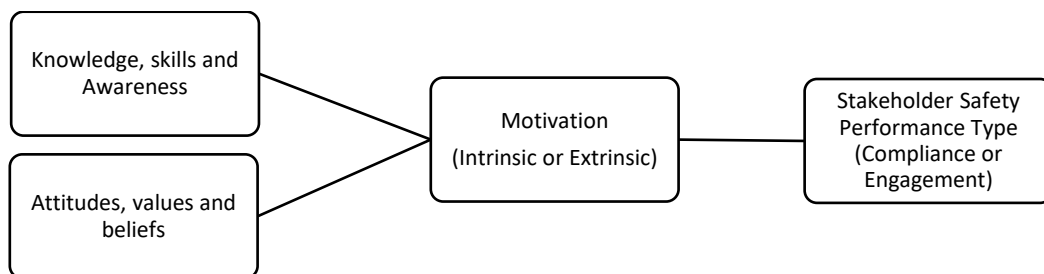 Knowledge, skills and
Awareness
Attitudes, values and
beliefs
Motivation
(Intrinsic or Extrinsic)
Stakeholder Safety
Performance Type
(Compliance or
Engagement)